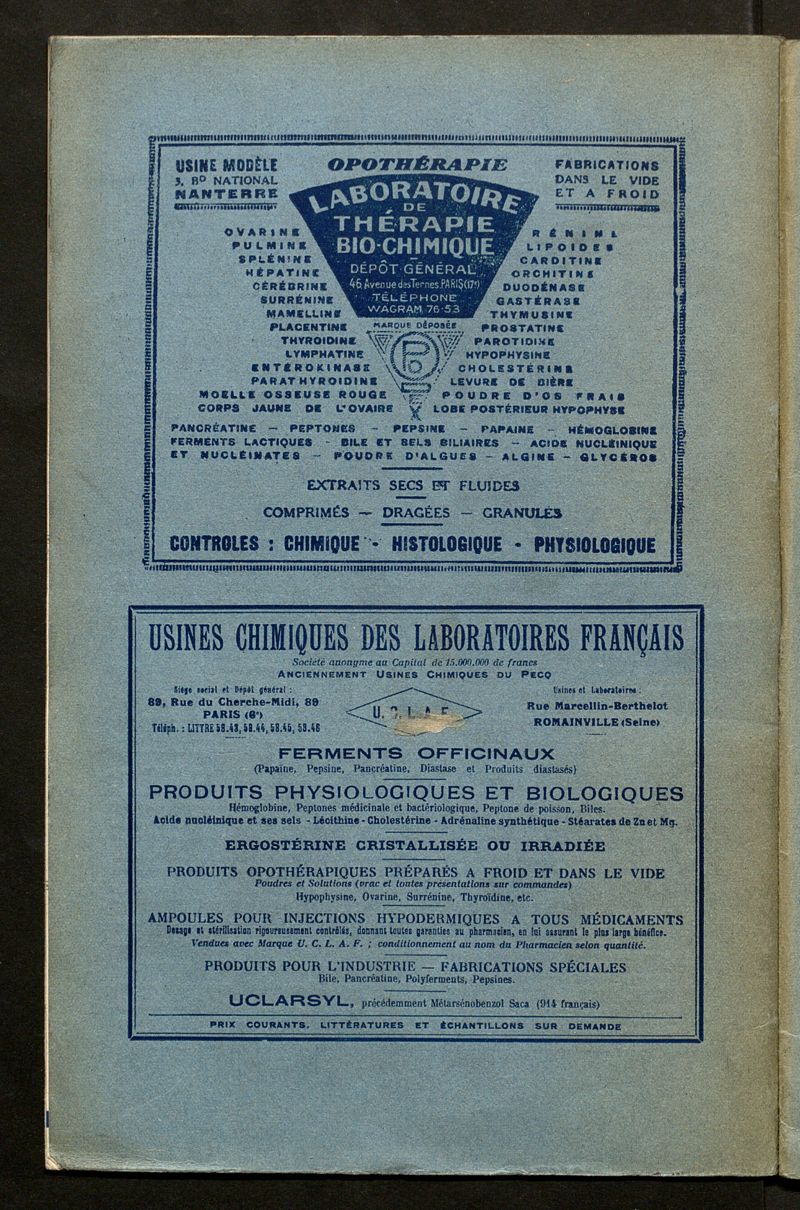 USINE MODÈLE
3, Bᴰ NATIONAL
NANTERRE
OPOTHÉRAPIE
FABRICATIONS
DANS LE VIDE
ET A FROID
LABORATOIRE
DE
THÉRAPIE
BIO-CHIMIQUE
DÉPÔT GÉNÉRAL
46 Avenue des Ternes. PARIS (17ᵉ)
TÉLÉPHONE
WAGRAM 76-53
OVARINE
PULMINE
SPLÉNINE
HÉPATINE
CÉRÉBRINE
SURRÉNINE
MAMELLINE
PLACENTINE
THYROIDINE
LYMPHATINE
ENTÉROKINASE
PARATHYROIDINE
MOELLE OSSEUSE ROUGE
CORPS JAUNE DE L'OVAIRE
RÉNINE
LIPOIDES
CARDITINE
ORCHITINE
DUODÉNASE
GASTÉRASE
THYMUSINE
PROSTATINE
PAROTIDINE
HYPOPHYSINE
CHOLESTÉRINE
LEVURE DE BIÈRE
POUDRE D'OS FRAIS
LOBE POSTÉRIEUR HYPOPHYSE
MARQUE DÉPOSÉE
PANCRÉATINE — PEPTONES — PEPSINE — PAPAINE — HÉMOGLOBINE
FERMENTS LACTIQUES - BILE ET SELS BILIAIRES — ACIDE NUCLÉINIQUE
ET NUCLÉINATES — POUDRE D'ALGUES — ALGINE — GLYCÉROS
EXTRAITS SECS ET FLUIDES
COMPRIMÉS — DRAGÉES — GRANULÉS
CONTROLES : CHIMIQUE - HISTOLOGIQUE - PHYSIOLOGIQUE
USINES CHIMIQUES DES LABORATOIRES FRANÇAIS
Société anonyme au Capital de 15.000.000 de francs
ANCIENNEMENT USINES CHIMIQUES DU PECQ
Siège social et Dépôt général :
89, Rue du Cherche-Midi, 89
PARIS (6ᵉ)
Téléph. : LITTRÉ 58.43, 58.44, 58.45, 58.46
U. C. L. A. F.
Usines et Laboratoires :
Rue Marcellin-Berthelot
ROMAINVILLE (Seine)
FERMENTS OFFICINAUX
(Papaïne, Pepsine, Pancréatine, Diastase et Produits diastasés)
PRODUITS PHYSIOLOGIQUES ET BIOLOGIQUES
Hémoglobine, Peptones médicinale et bactériologique, Peptone de poisson, Biles.
Acide nucléinique et ses sels - Lécithine - Cholestérine - Adrénaline synthétique - Stéarates de Zn et Mg.
ERGOSTÉRINE CRISTALLISÉE OU IRRADIÉE
PRODUITS OPOTHÉRAPIQUES PRÉPARÉS A FROID ET DANS LE VIDE
Poudres et Solutions (vrac et toutes présentations sur commandes)
Hypophysine, Ovarine, Surrénine, Thyroïdine, etc.
AMPOULES POUR INJECTIONS HYPODERMIQUES A TOUS MÉDICAMENTS
Dosage et stérilisation rigoureusement contrôlés, donnant toutes garanties au pharmacien, en lui assurant le plus large bénéfice.
Vendues avec Marque U. C. L. A. F. ; conditionnement au nom du Pharmacien selon quantité.
PRODUITS POUR L'INDUSTRIE — FABRICATIONS SPÉCIALES
Bile, Pancréatine, Polyferments, Pepsines.
UCLARSYL, précédemment Métarsénobenzol Saca (914 français)
PRIX COURANTS, LITTÉRATURES ET ÉCHANTILLONS SUR DEMANDE